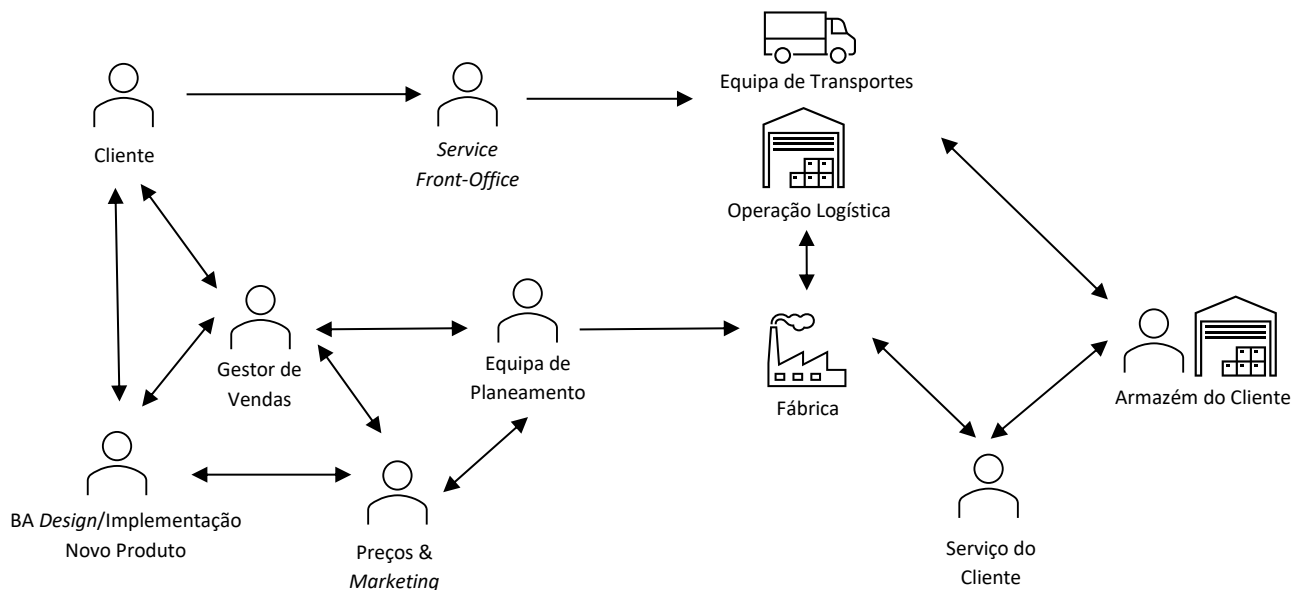 Equipa de Transportes
Cliente
Service
Front-Office
Operação Logística
Gestor de
Vendas
Equipa de
Planeamento
Fábrica
Armazém do Cliente
BA Design/Implementação
Novo Produto
Preços &
Marketing
Serviço do
Cliente